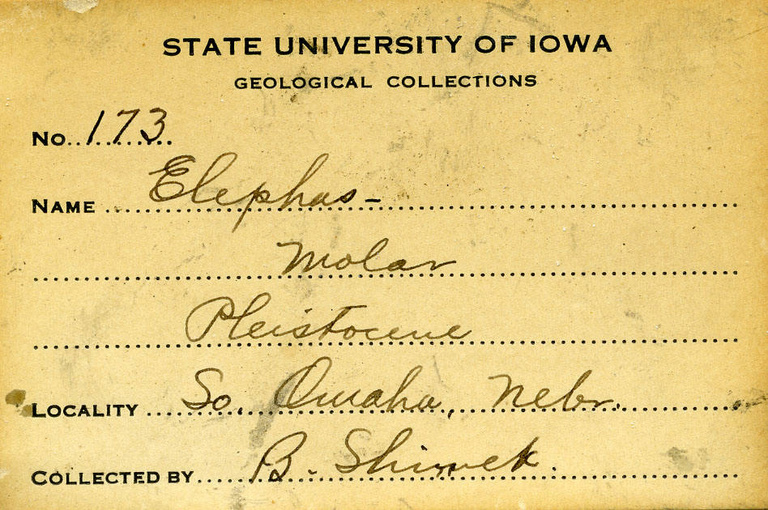 STATE UNIVERSITY OF IOWA
GEOLOGICAL COLLECTIONS
No. 173
NAME Elephas-
Molar
Pleistocene
LOCALITY So. Omaha, Nebr.
COLLECTED BY B. Shimek.